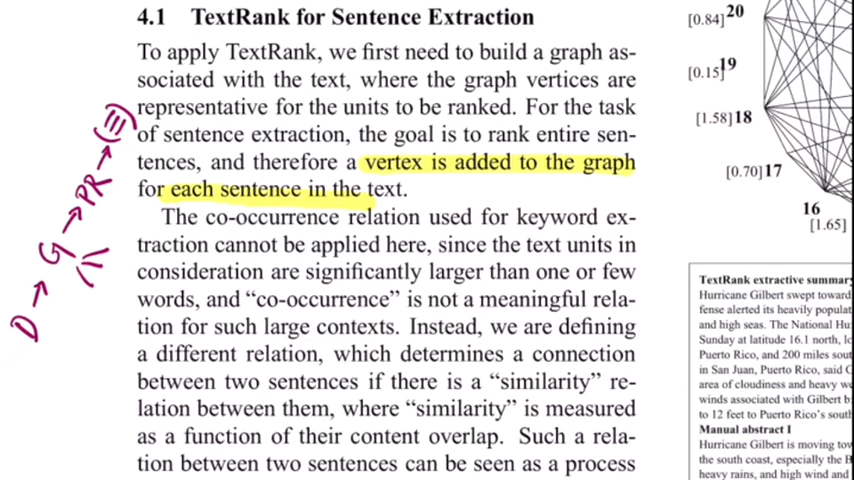 4.1 TextRank for Sentence Extraction
To apply TextRank, we first need to build a graph as-
sociated with the text, where the graph vertices are
representative for the units to be ranked. For the task
of sentence extraction, the goal is to rank entire sen-
tences, and therefore a vertex is added to the graph
for each sentence in the text.
The co-occurrence relation used for keyword ex-
traction cannot be applied here, since the text units in
consideration are significantly larger than one or few
words, and “co-occurrence” is not a meaningful rela-
tion for such large contexts. Instead, we are defining
a different relation, which determines a connection
between two sentences if there is a “similarity” re-
lation between them, where “similarity” is measured
as a function of their content overlap. Such a rela-
tion between two sentences can be seen as a process
D → G → PR →
[0.84] 20
[0.15] 19
[1.58] 18
[0.70] 17
16
[1.65]
TextRank extractive summar
Hurricane Gilbert swept toward
fense alerted its heavily populat
and high seas. The National Hu
Sunday at latitude 16.1 north, lo
Puerto Rico, and 200 miles sout
in San Juan, Puerto Rico, said G
area of cloudiness and heavy we
winds associated with Gilbert b
to 12 feet to Puerto Rico's south
Manual abstract I
Hurricane Gilbert is moving tow
the south coast, especially the B
heavy rains, and high wind and